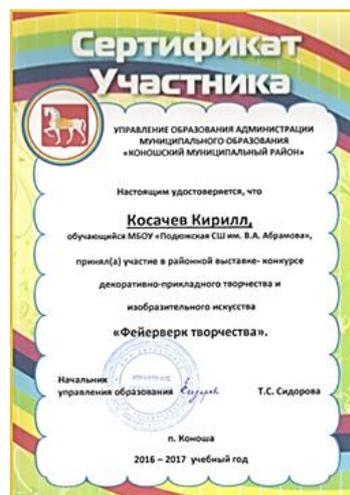 Сертификат
Участника
УПРАВЛЕНИЕ ОБРАЗОВАНИЯ АДМИНИСТРАЦИИ
МУНИЦИПАЛЬНОГО ОБРАЗОВАНИЯ
«КОНОШСКИЙ МУНИЦИПАЛЬНЫЙ РАЙОН»
Настоящим удостоверяется, что
Косачев Кирилл,
обучающийся МБОУ «Подюжская СШ им. В.А. Абрамова»,
принял(а) участие в районной выставке- конкурсе
декоративно-прикладного творчества и
изобразительного искусства
«Фейерверк творчества».
Начальник
управления образования Т.С. Сидорова
п. Коноша
2016 – 2017 учебный год